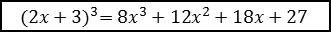 (2x + 3)³= 8x³ + 12x² + 18x + 27